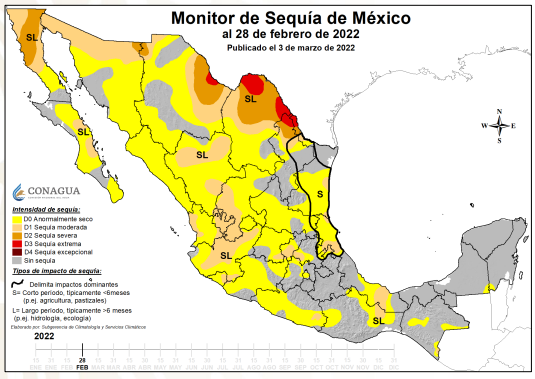 Monitor de Sequía de México
al 28 de febrero de 2022
Publicado el 3 de marzo de 2022
SL
SL
SL
SL
S
SL
SL
N
W E
S
CONAGUA
Intensidad de sequía:
D0 Anormalmente seco
D1 Sequía moderada
D2 Sequía severa
D3 Sequía extrema
D4 Sequía excepcional
Sin sequía
Tipos de impacto de sequía:
Delimita impactos dominantes
S= Corto período, típicamente <6meses
(p.ej. agricultura, pastizales)
L= Largo período, típicamente >6 meses
(p.ej. hidrología, ecología)
Elaborado por: Subgerencia de Climatología y Servicios Climáticos
2022
28
FEB